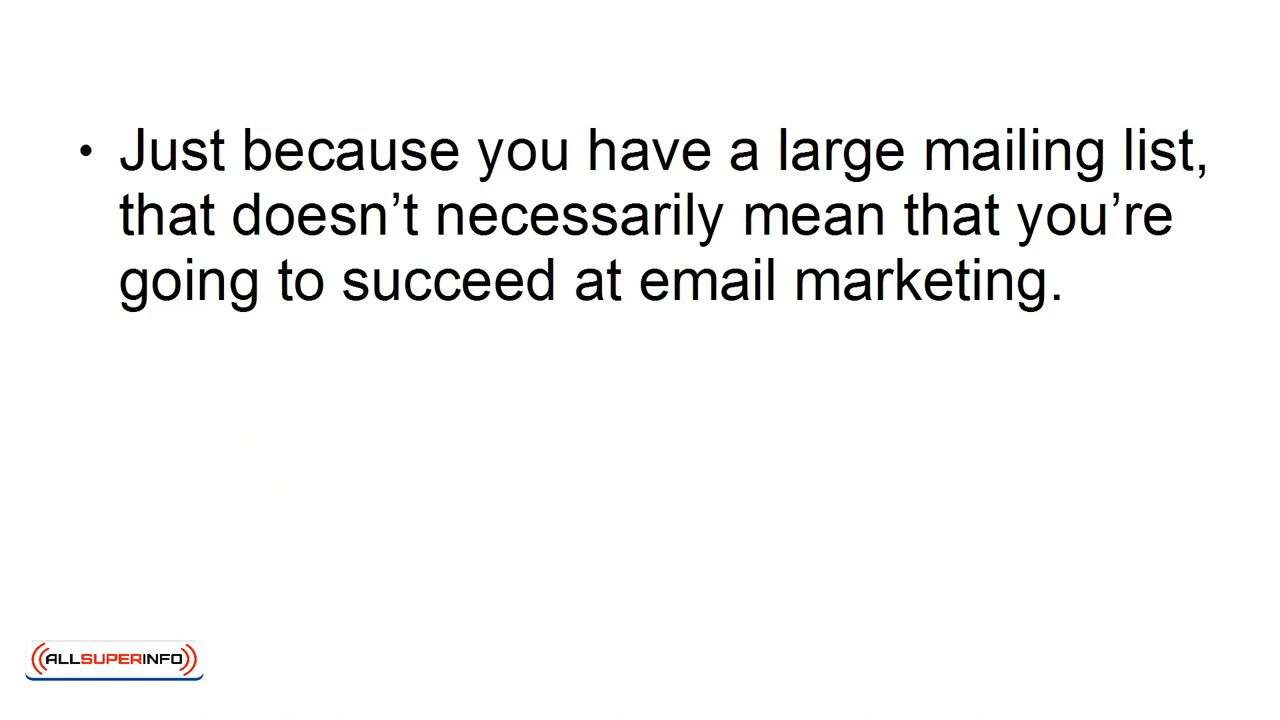 • Just because you have a large mailing list,
that doesn’t necessarily mean that you’re
going to succeed at email marketing.
ALLSUPERINFO